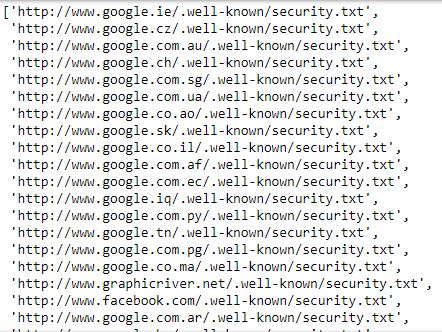 ['http://www.google.ie/.well-known/security.txt',
'http://www.google.cz/.well-known/security.txt',
'http://www.google.com.au/.well-known/security.txt',
'http://www.google.ch/.well-known/security.txt',
'http://www.google.com.sg/.well-known/security.txt',
'http://www.google.com.ua/.well-known/security.txt',
'http://www.google.co.ao/.well-known/security.txt',
'http://www.google.sk/.well-known/security.txt',
'http://www.google.co.il/.well-known/security.txt',
'http://www.google.com.af/.well-known/security.txt',
'http://www.google.com.ec/.well-known/security.txt',
'http://www.google.iq/.well-known/security.txt',
'http://www.google.com.py/.well-known/security.txt',
'http://www.google.tn/.well-known/security.txt',
'http://www.google.com.pg/.well-known/security.txt',
'http://www.google.co.ma/.well-known/security.txt',
'http://www.graphicriver.net/.well-known/security.txt',
'http://www.facebook.com/.well-known/security.txt',
'http://www.google.com.ar/.well-known/security.txt',